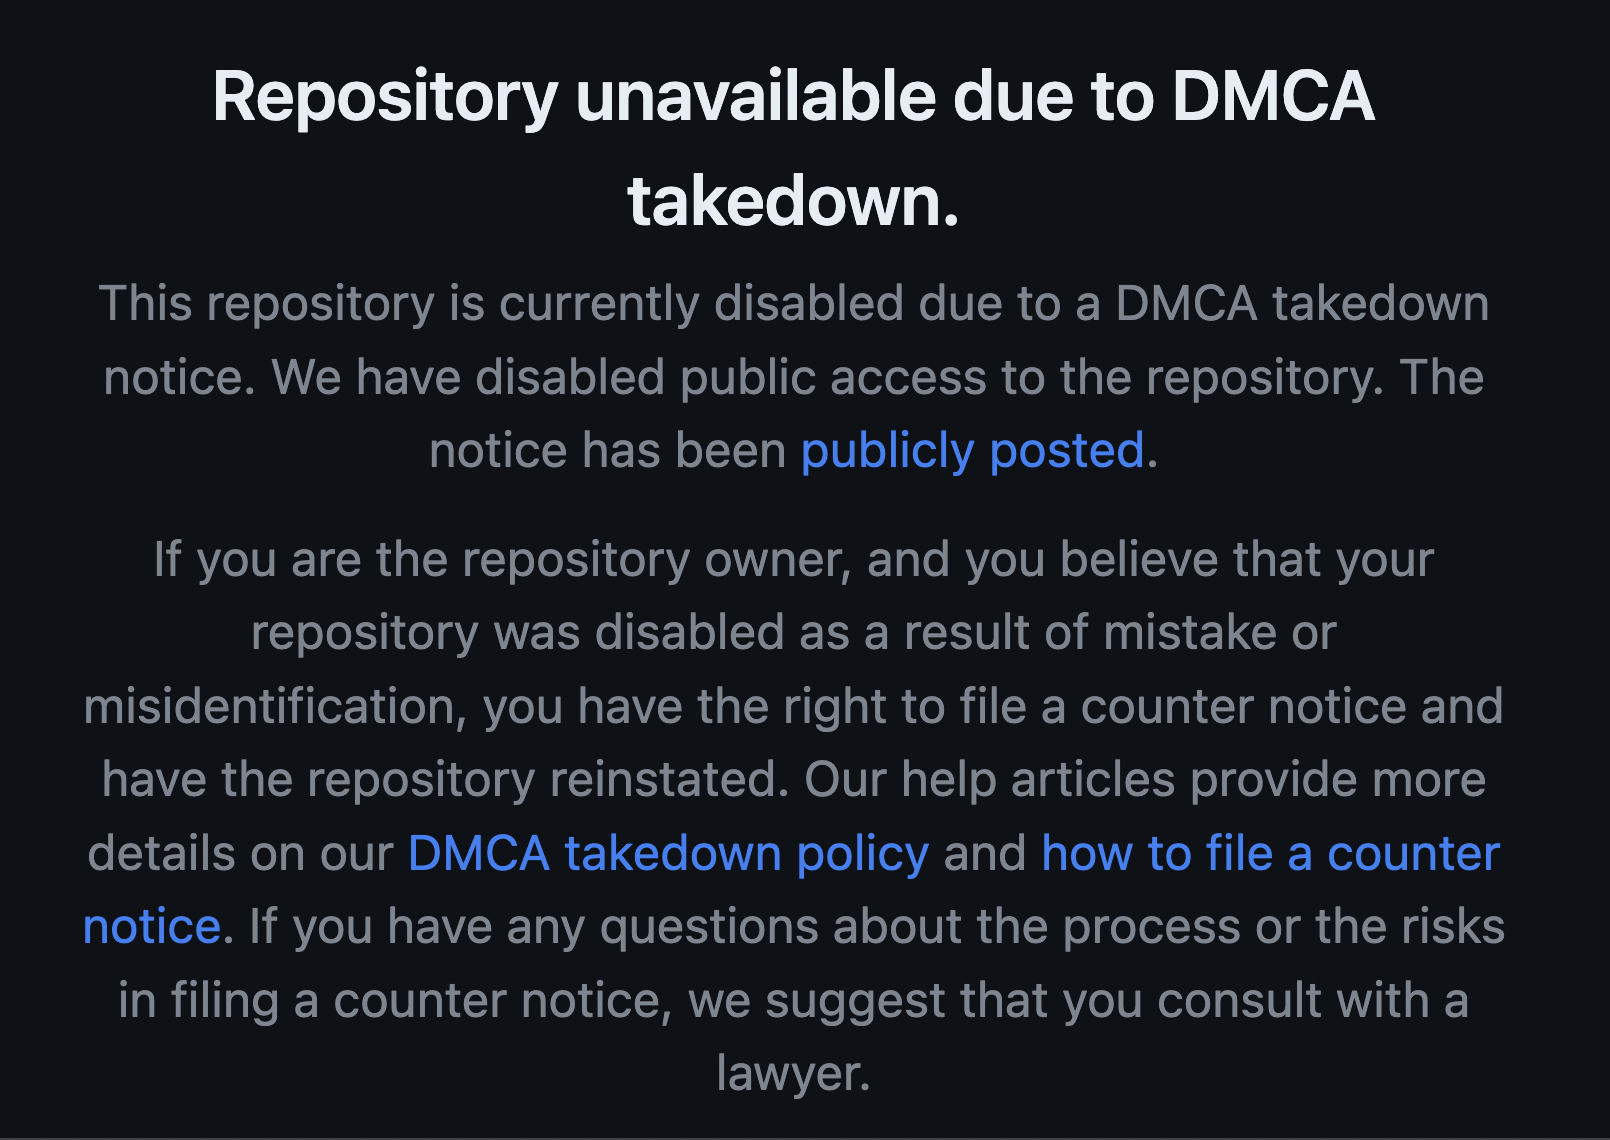 Repository unavailable due to DMCA
takedown.
This repository is currently disabled due to a DMCA takedown
notice. We have disabled public access to the repository. The
notice has been publicly posted.
If you are the repository owner, and you believe that your
repository was disabled as a result of mistake or
misidentification, you have the right to file a counter notice and
have the repository reinstated. Our help articles provide more
details on our DMCA takedown policy and how to file a counter
notice. If you have any questions about the process or the risks
in filing a counter notice, we suggest that you consult with a
lawyer.